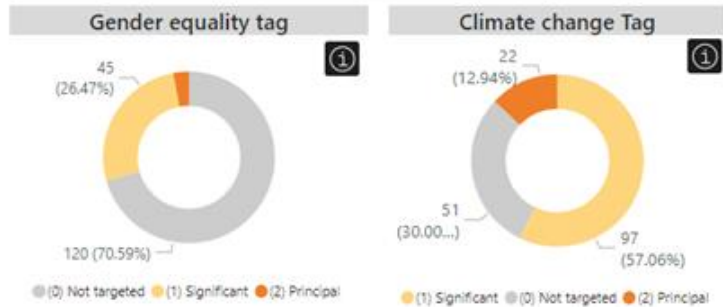 Gender equality tag
45
(26.47%)
120 (70.59%)
(0) Not targeted (1) Significant (2) Principal
Climate change Tag
22
(12.94%)
51
(30.00...)
97
(57.06%)
(1) Significant (0) Not targeted (2) Principal